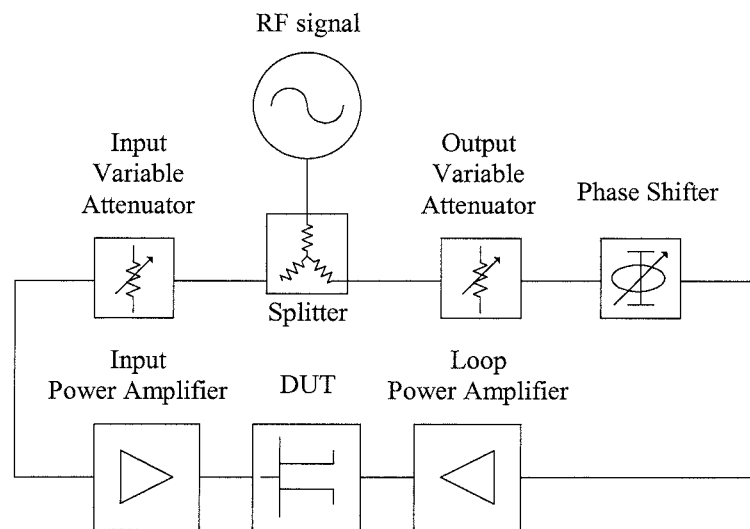 RF signal
Input
Variable
Attenuator
Output
Variable
Attenuator
Phase Shifter
Splitter
Input
Power Amplifier
DUT
Loop
Power Amplifier